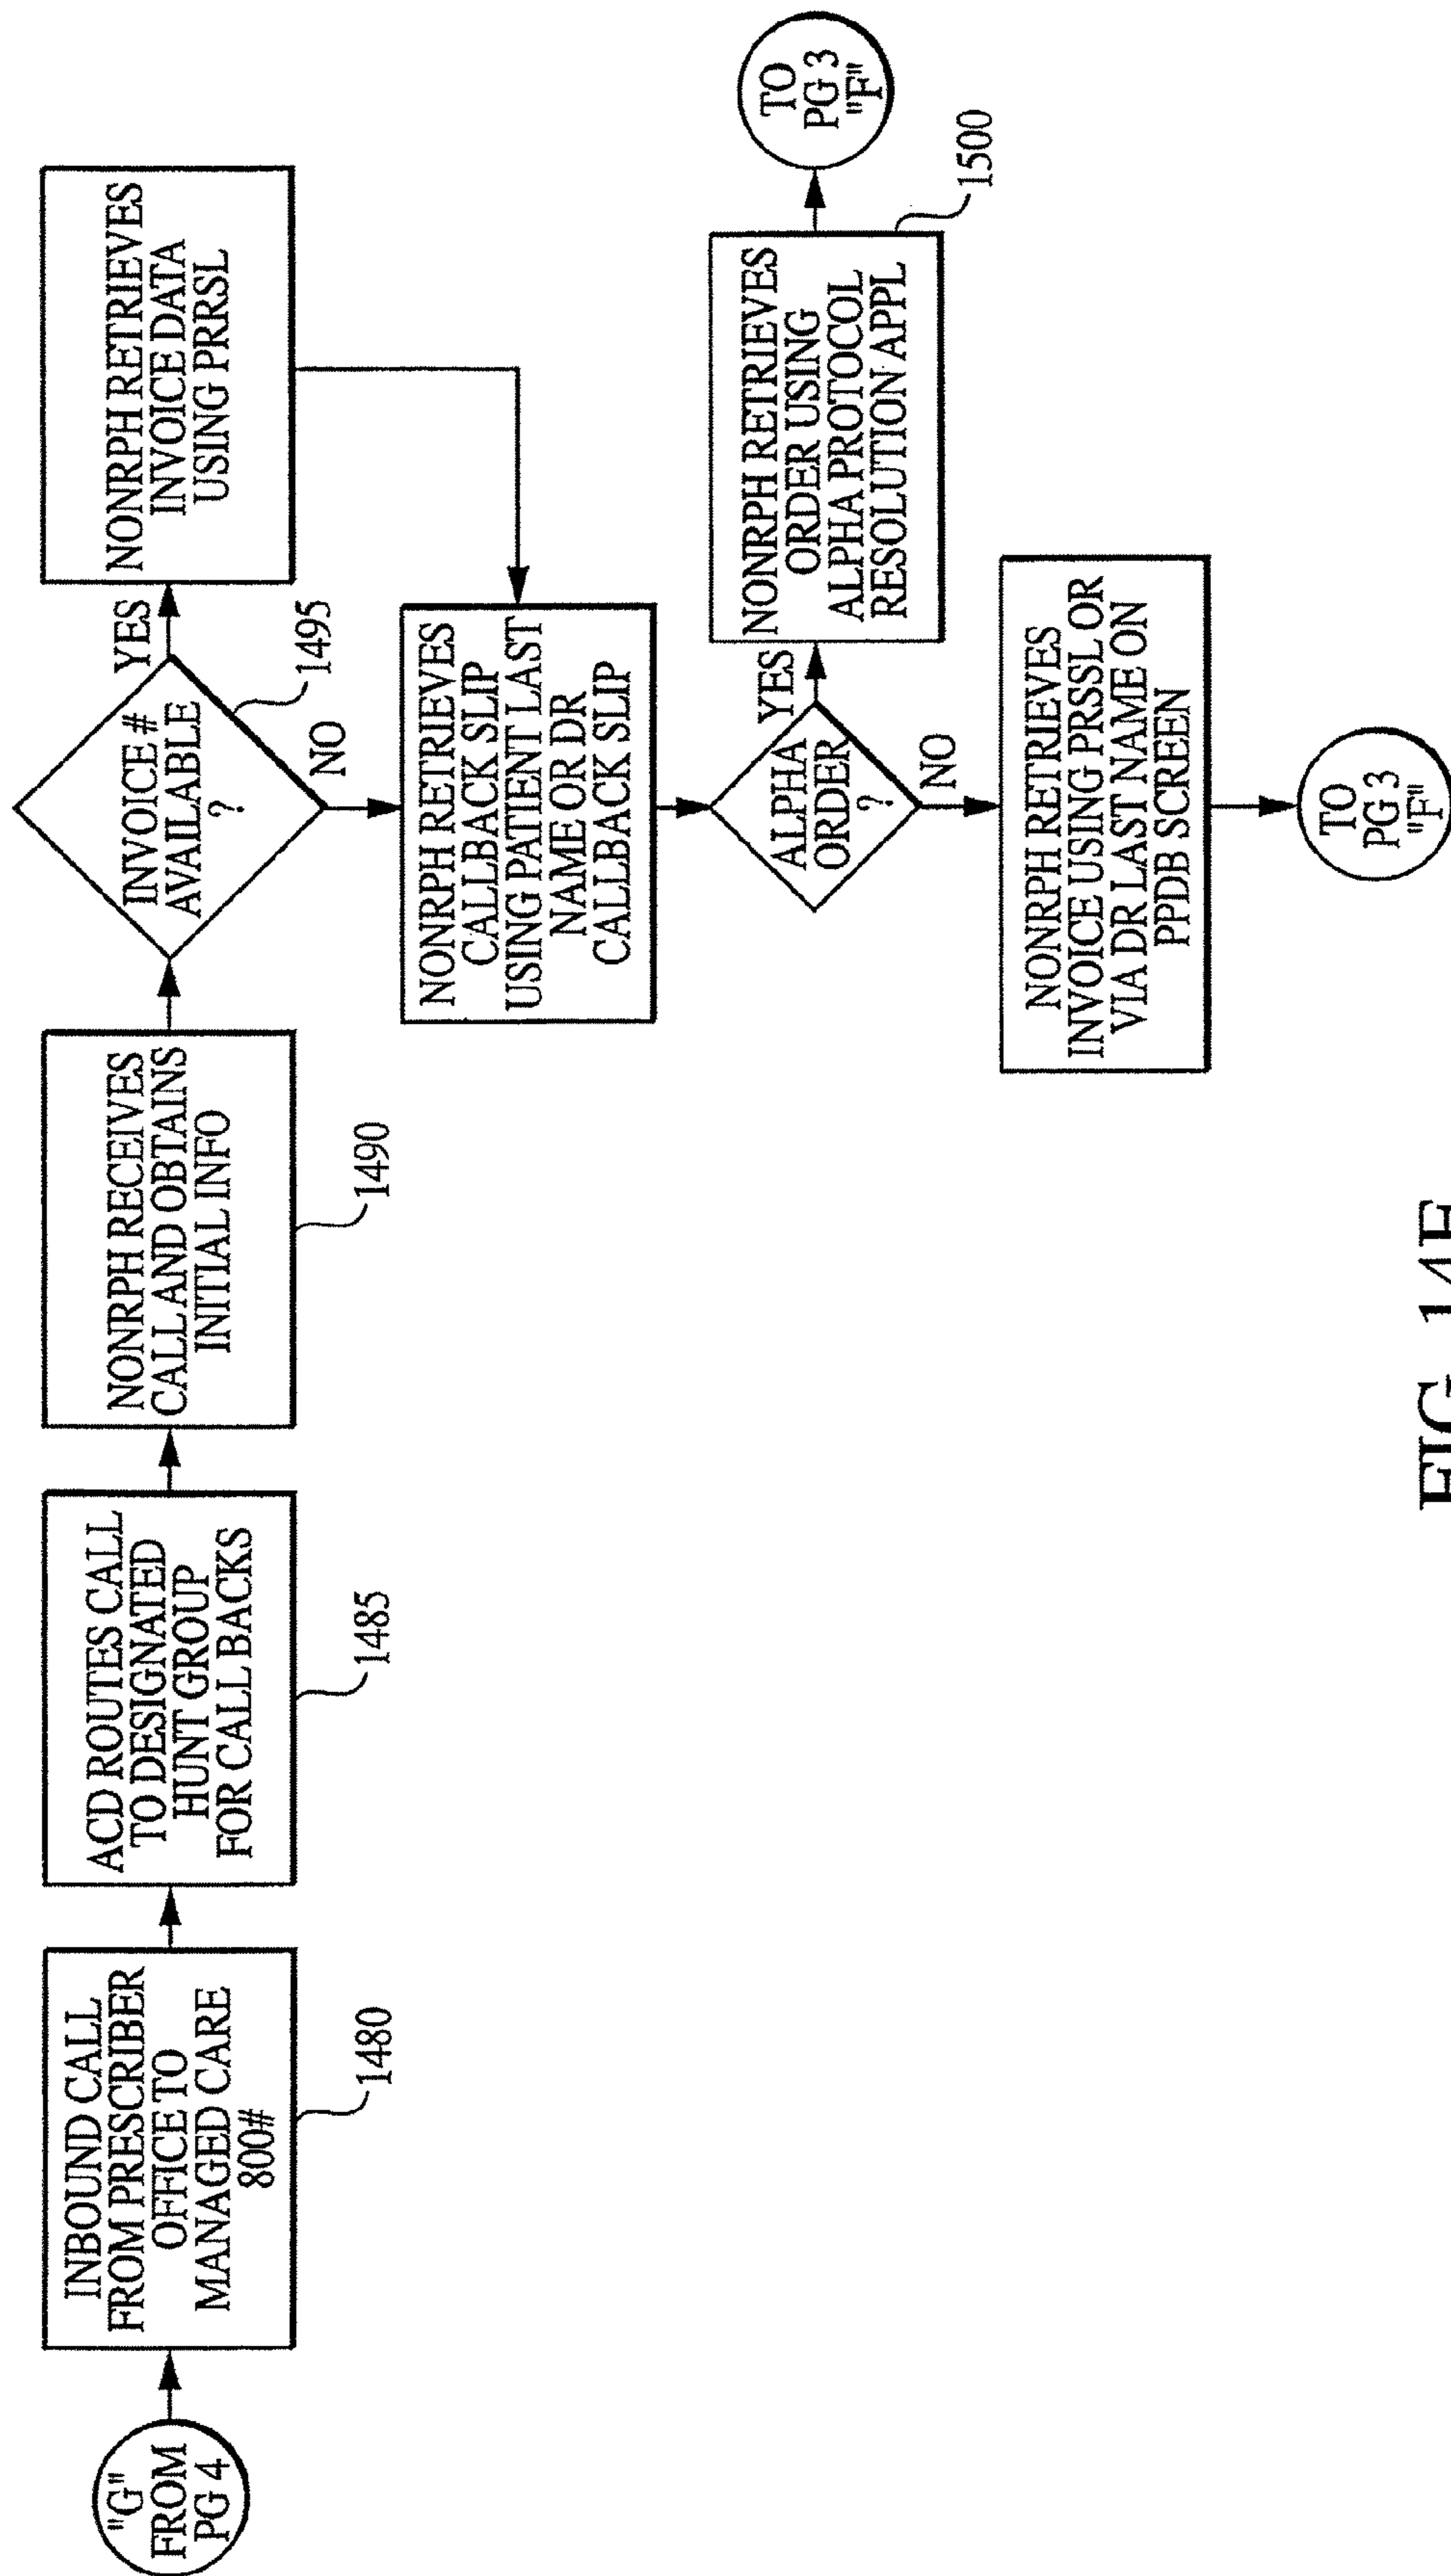 "G"
FROM
PG 4
INBOUND CALL
FROM PRESCRIBER
OFFICE TO
MANAGED CARE
800#
1480
ACD ROUTES CALL
TO DESIGNATED
HUNT GROUP
FOR CALL BACKS
1485
NONRPH RECEIVES
CALL AND OBTAINS
INITIAL INFO
1490
INVOICE #
AVAILABLE
?
1495
YES
NO
NONRPH RETRIEVES
INVOICE DATA
USING PRRSL
NONRPH RETRIEVES
CALLBACK SLIP
USING PATIENT LAST
NAME OR DR
CALLBACK SLIP
ALPHA
ORDER
?
YES
NO
NONRPH RETRIEVES
ORDER USING
ALPHA PROTOCOL
RESOLUTION APPL
1500
TO
PG 3
"F"
NONRPH RETRIEVES
INVOICE USING PRSSL OR
VIA DR LAST NAME ON
PPDB SCREEN
TO
PG 3
"F"